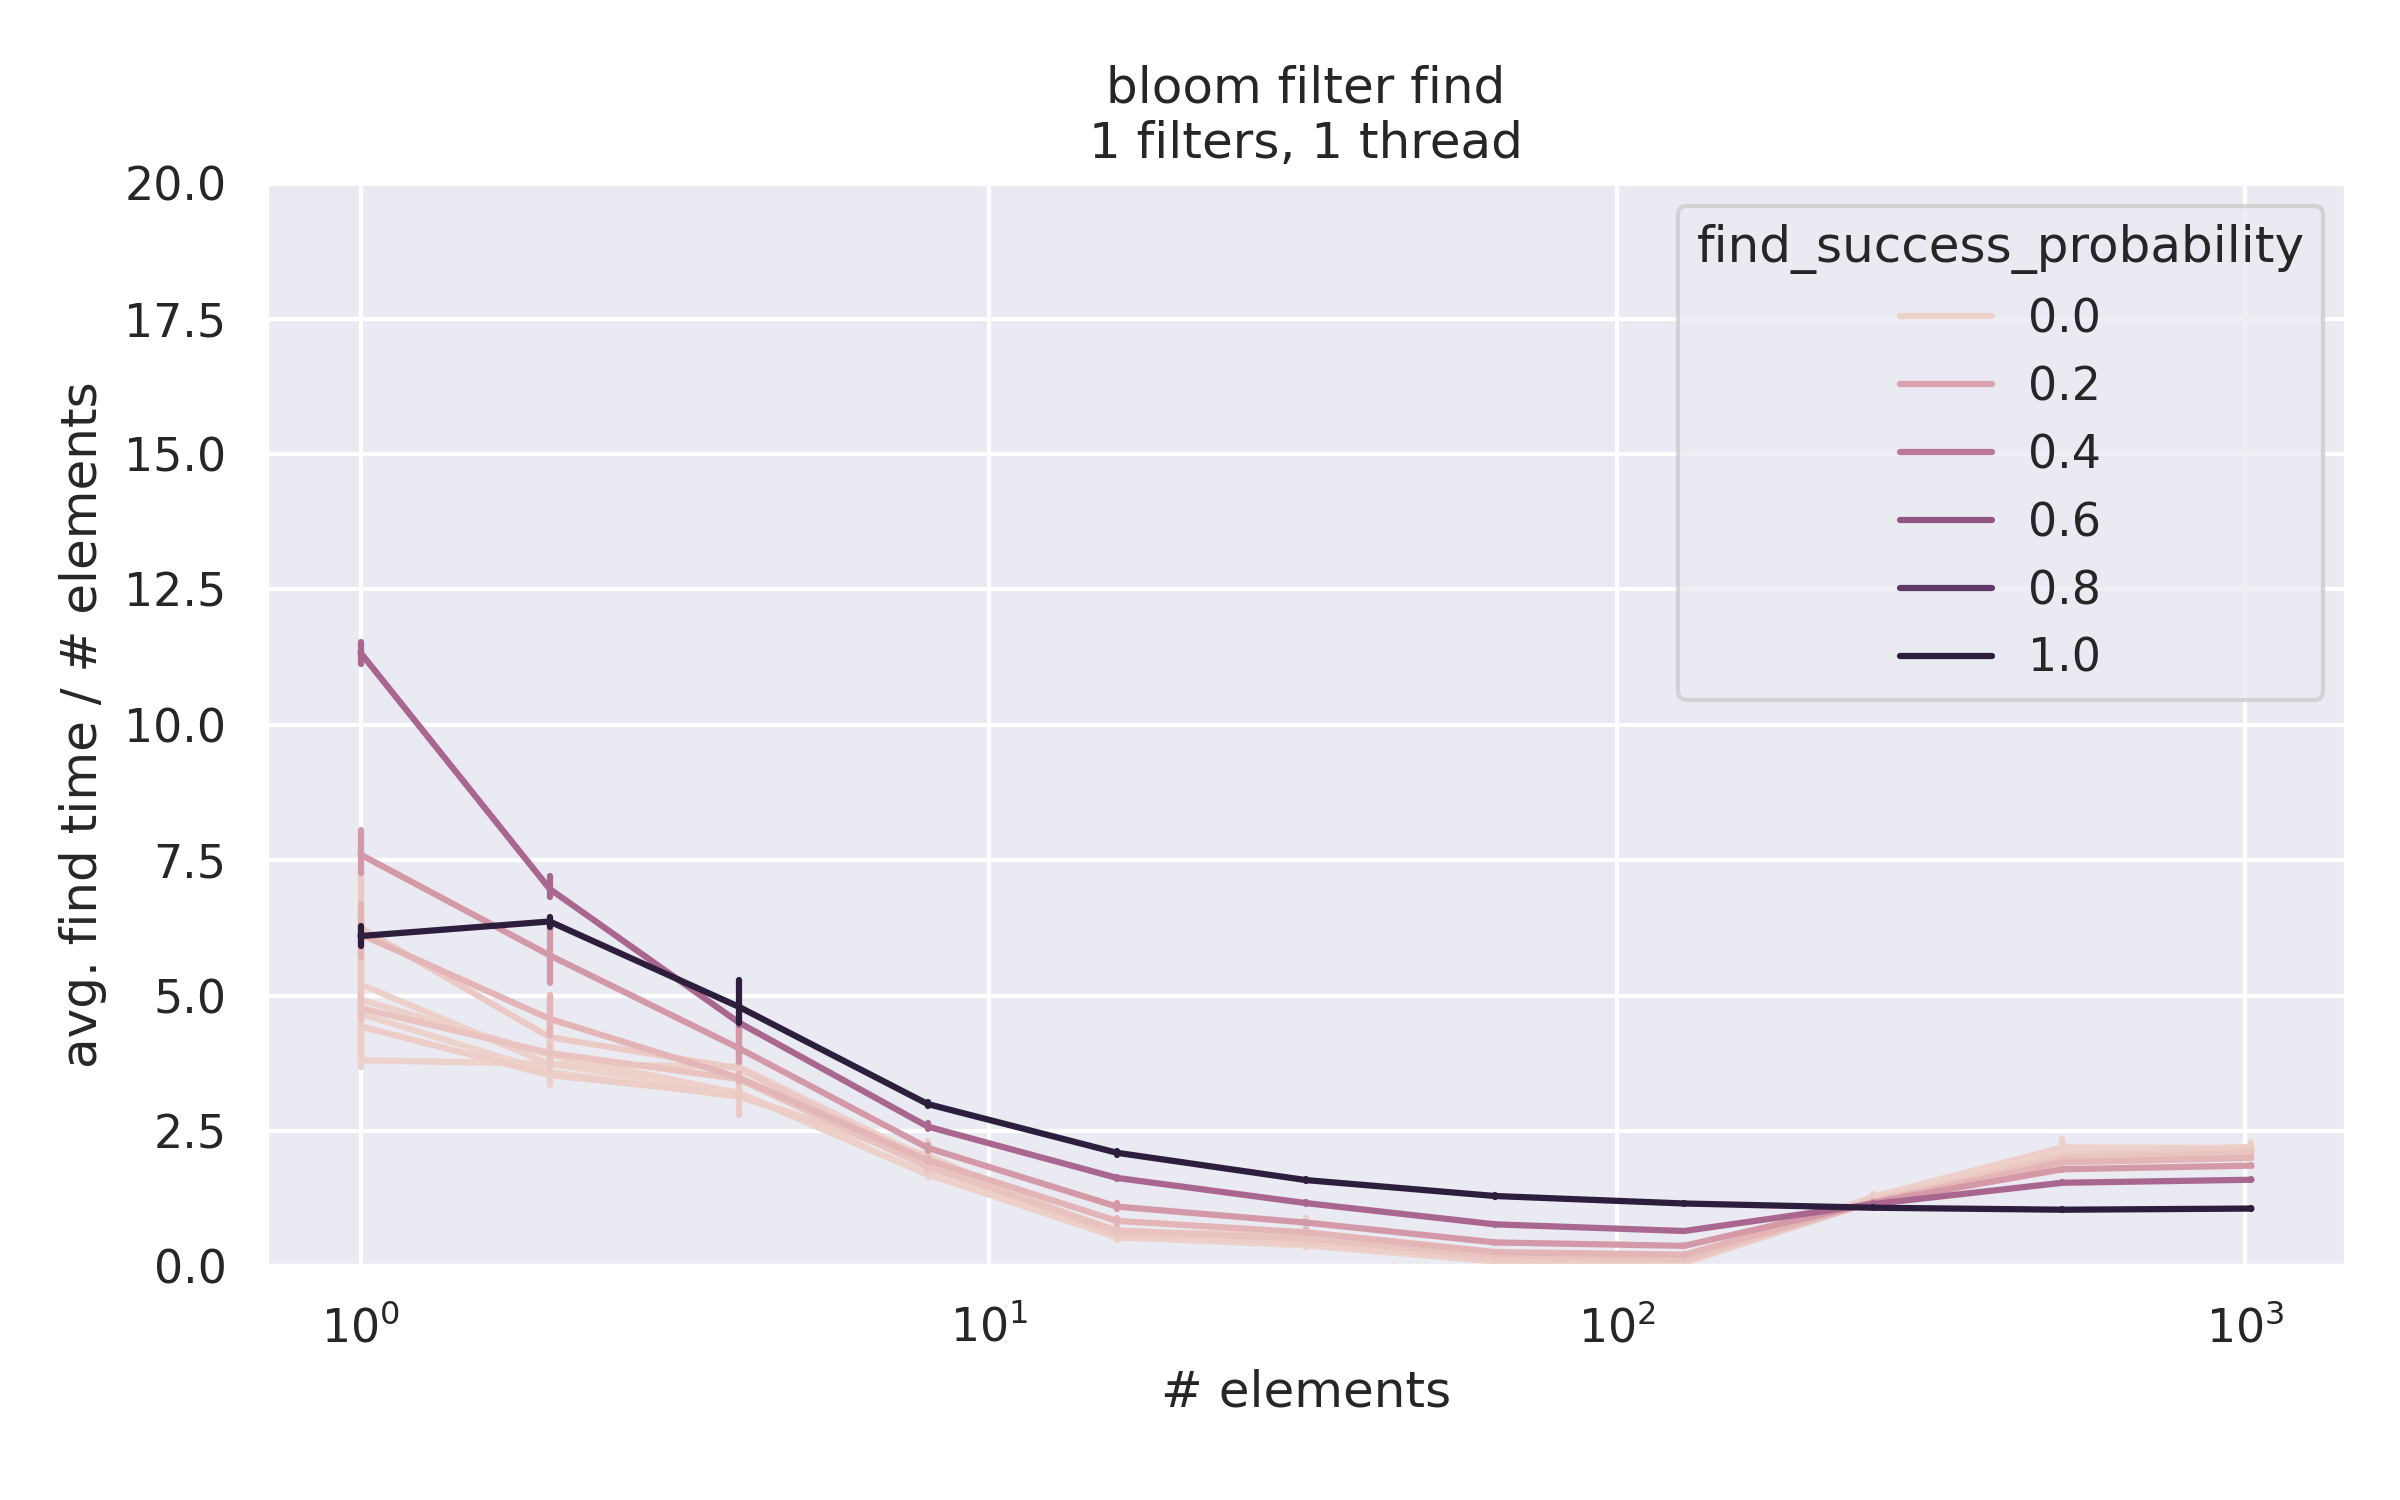 bloom filter find
1 filters, 1 thread
avg. find time / # elements
20.0
17.5
15.0
12.5
10.0
7.5
5.0
2.5
0.0
find_success_probability
0.0
0.2
0.4
0.6
0.8
1.0
10⁰ 10¹ 10² 10³
# elements